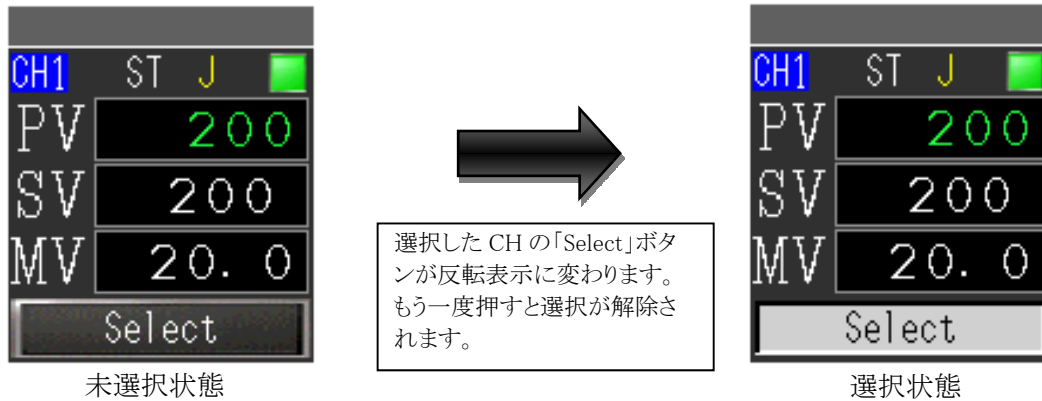 CH1 ST J
PV 200
SV 200
MV 20. 0
Select
未選択状態
選択した CH の「Select」ボタ
ンが反転表示に変わります。
もう一度押すと選択が解除さ
れます。
CH1 ST J
PV 200
SV 200
MV 20. 0
Select
選択状態